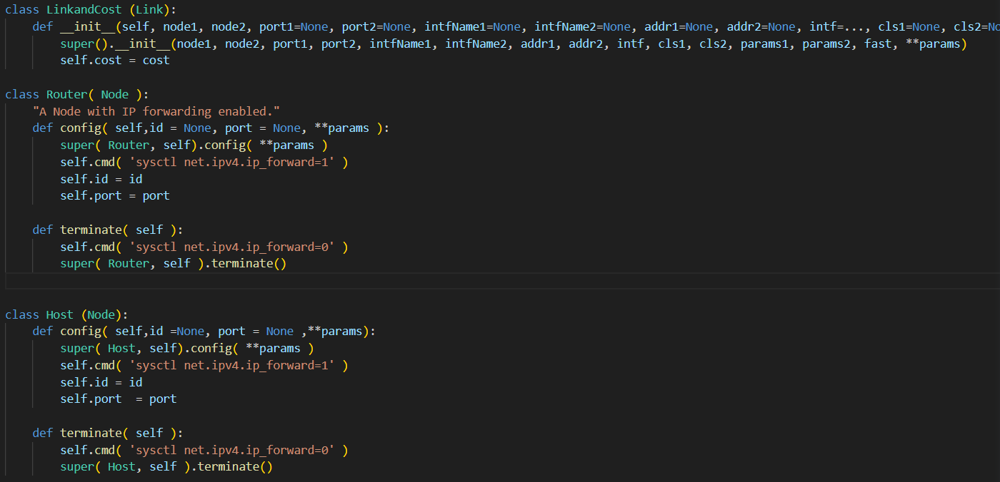 class LinkandCost (Link):
    def __init__(self, node1, node2, port1=None, port2=None, intfName1=None, intfName2=None, addr1=None, addr2=None, intf=..., cls1=None, cls2=No
        super().__init__(node1, node2, port1, port2, intfName1, intfName2, addr1, addr2, intf, cls1, cls2, params1, params2, fast, **params)
        self.cost = cost
class Router( Node ):
    "A Node with IP forwarding enabled."
    def config( self,id = None, port = None, **params ):
        super( Router, self).config( **params )
        self.cmd( 'sysctl net.ipv4.ip_forward=1' )
        self.id = id
        self.port = port
    def terminate( self ):
        self.cmd( 'sysctl net.ipv4.ip_forward=0' )
        super( Router, self ).terminate()
class Host (Node):
    def config( self,id =None, port = None ,**params):
        super( Host, self).config( **params )
        self.cmd( 'sysctl net.ipv4.ip_forward=1' )
        self.id = id
        self.port  = port
    def terminate( self ):
        self.cmd( 'sysctl net.ipv4.ip_forward=0' )
        super( Host, self ).terminate()